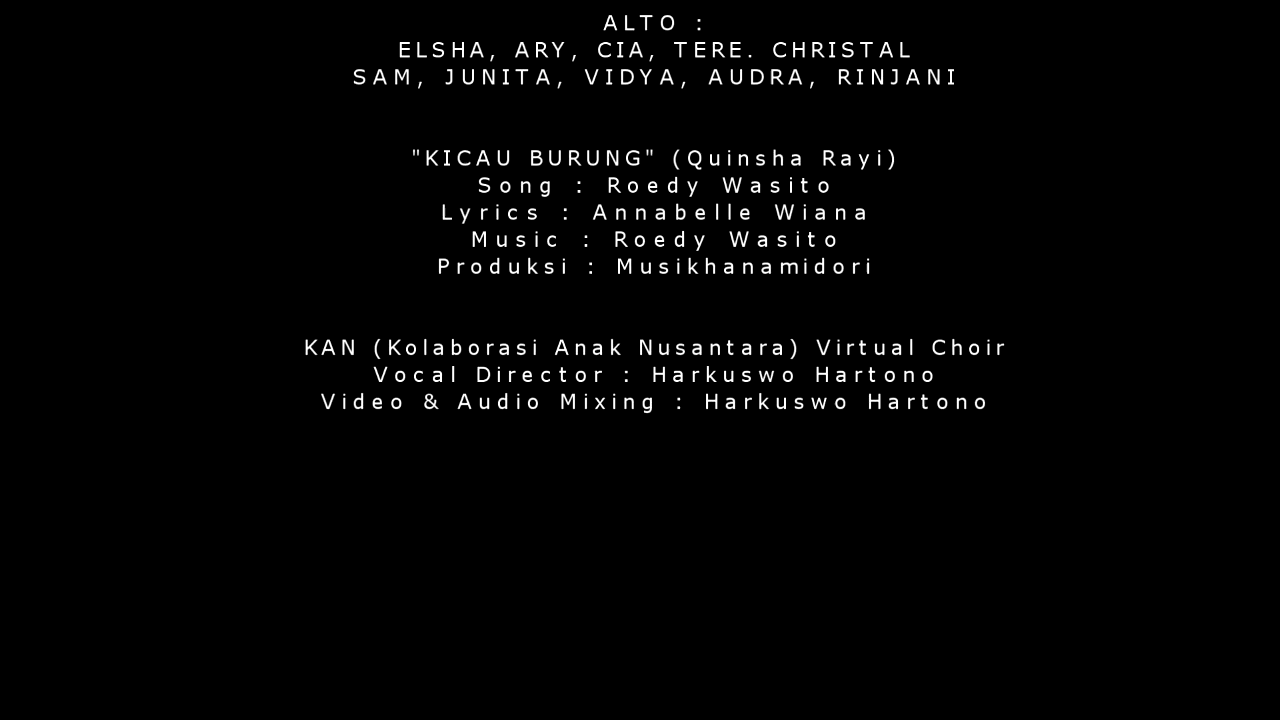 ALTO :
ELSHA, ARY, CIA, TERE. CHRISTAL
SAM, JUNITA, VIDYA, AUDRA, RINJANI
"KICAU BURUNG" (Quinsha Rayi)
Song : Roedy Wasito
Lyrics : Annabelle Wiana
Music : Roedy Wasito
Produksi : Musikhanamidori
KAN (Kolaborasi Anak Nusantara) Virtual Choir
Vocal Director : Harkuswo Hartono
Video & Audio Mixing : Harkuswo Hartono